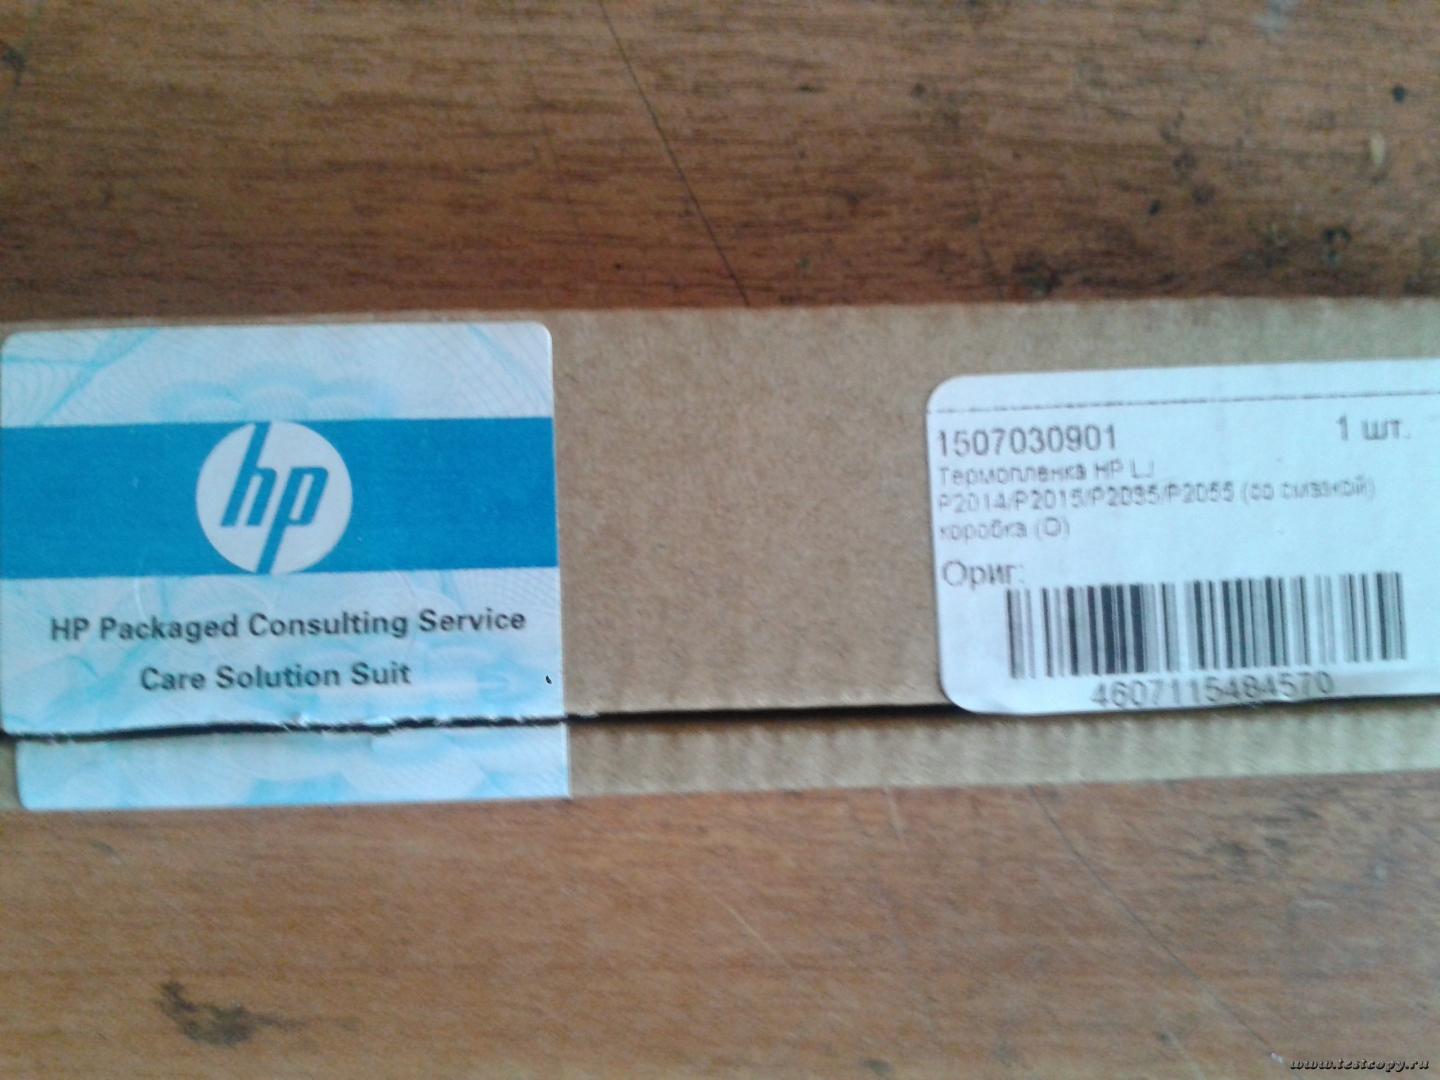 hp
HP Packaged Consulting Service
Care Solution Suit
1507030901 1 шт.
Термопленка HP LJ
P2014/P2015/P2035/P2055 (со смазкой)
коробка (О)
Ориг:
4607115484570
www.testcopy.ru